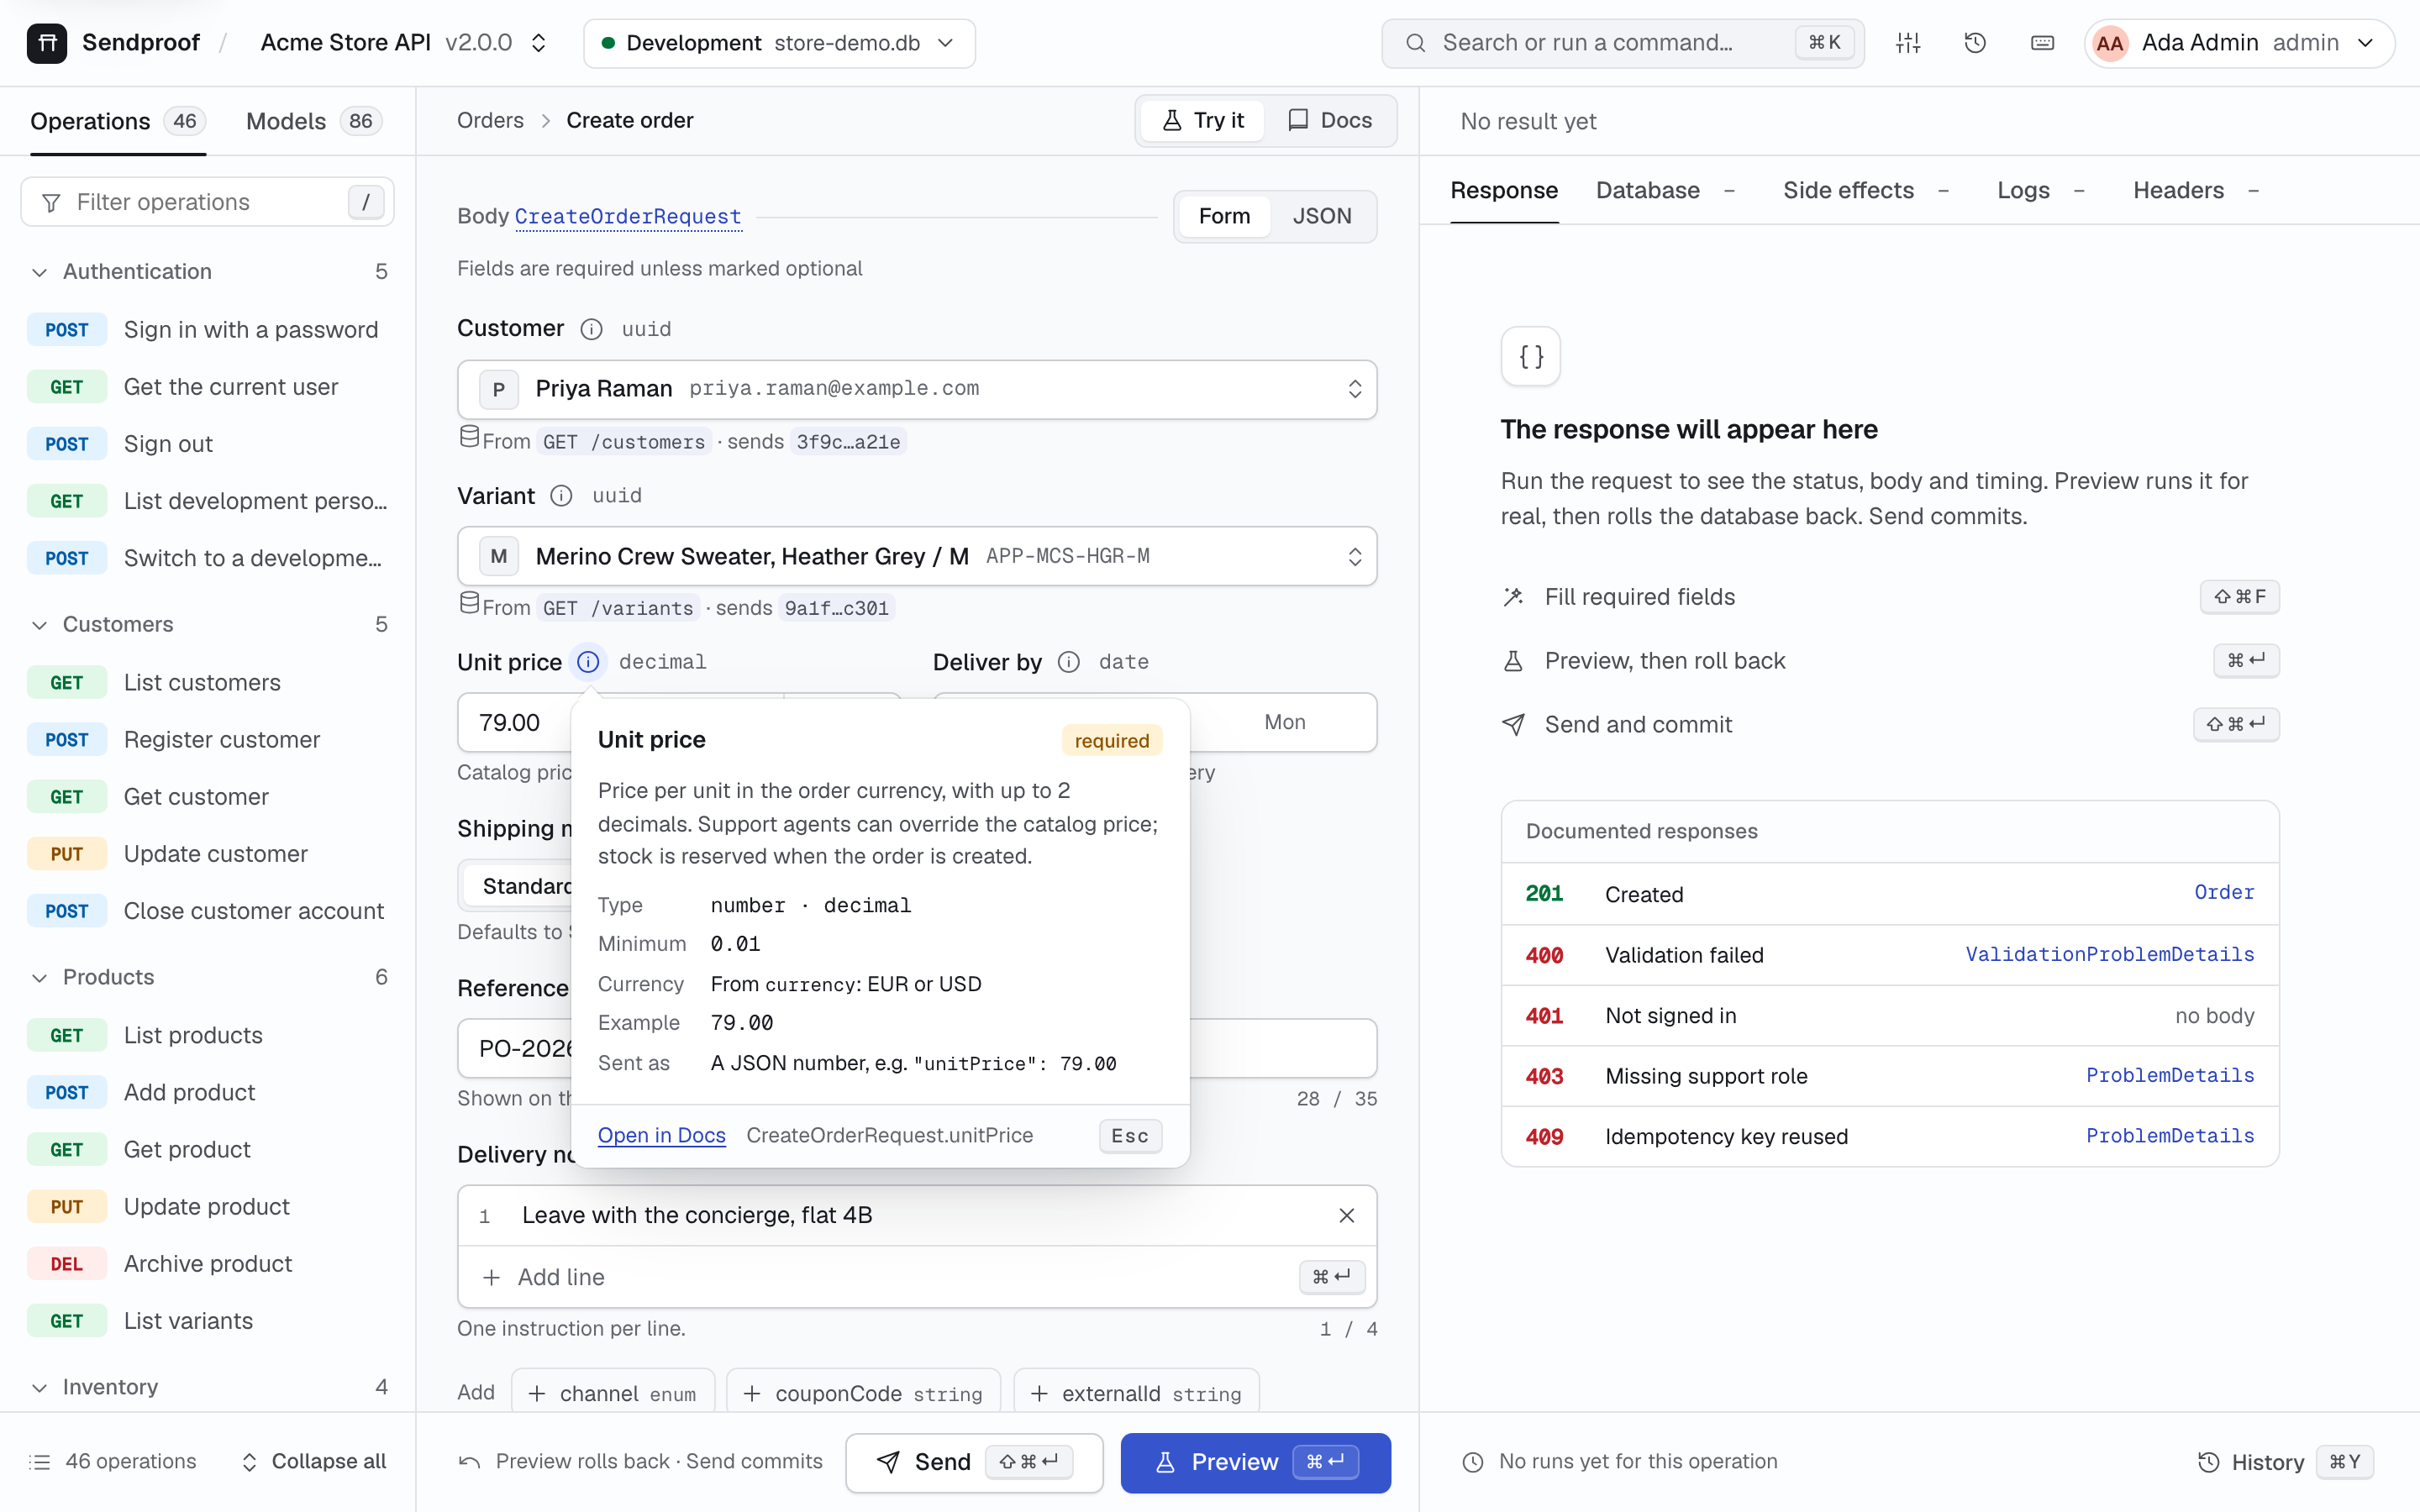 Sendproof / Acme Store API v2.0.0
Development store-demo.db
Search or run a command... ⌘K
AA Ada Admin admin
Operations 46 Models 86
Filter operations /
Authentication 5
POST Sign in with a password
GET Get the current user
POST Sign out
GET List development perso...
POST Switch to a developme...
Customers 5
GET List customers
POST Register customer
GET Get customer
PUT Update customer
POST Close customer account
Products 6
GET List products
POST Add product
GET Get product
PUT Update product
DEL Archive product
GET List variants
Inventory 4
46 operations Collapse all
Orders > Create order
Try it Docs
Body CreateOrderRequest
Form JSON
Fields are required unless marked optional
Customer uuid
P Priya Raman priya.raman@example.com
From GET /customers · sends 3f9c…a21e
Variant uuid
M Merino Crew Sweater, Heather Grey / M APP-MCS-HGR-M
From GET /variants · sends 9a1f…c301
Unit price decimal
Deliver by date
79.00
Mon
Catalog pric
ery
Shipping
Standard
Defaults to
Reference
PO-2026
Shown on th
28 / 35
Unit price required
Price per unit in the order currency, with up to 2
decimals. Support agents can override the catalog price;
stock is reserved when the order is created.
Type number · decimal
Minimum 0.01
Currency From currency: EUR or USD
Example 79.00
Sent as A JSON number, e.g. "unitPrice": 79.00
Open in Docs CreateOrderRequest.unitPrice Esc
Delivery
1 Leave with the concierge, flat 4B
+ Add line ⌘↵
One instruction per line. 1 / 4
Add + channel enum + couponCode string + externalId string
Preview rolls back · Send commits
Send ⇧⌘↵
Preview ⌘↵
No result yet
Response Database – Side effects – Logs – Headers –
{}
The response will appear here
Run the request to see the status, body and timing. Preview runs it for
real, then rolls the database back. Send commits.
Fill required fields ⇧⌘F
Preview, then roll back ⌘↵
Send and commit ⇧⌘↵
Documented responses
201 Created Order
400 Validation failed ValidationProblemDetails
401 Not signed in no body
403 Missing support role ProblemDetails
409 Idempotency key reused ProblemDetails
No runs yet for this operation
History ⌘Y